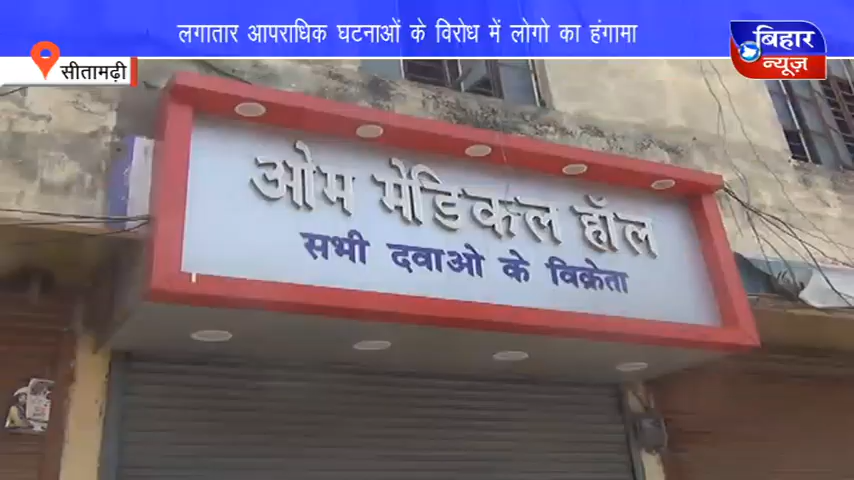 लगातार आपराधिक घटनाओं के विरोध में लोगो का हंगामा
बिहार
न्यूज़
सीतामढ़ी
ओम मेडिकल हॉल
सभी दवाओ के विक्रेता